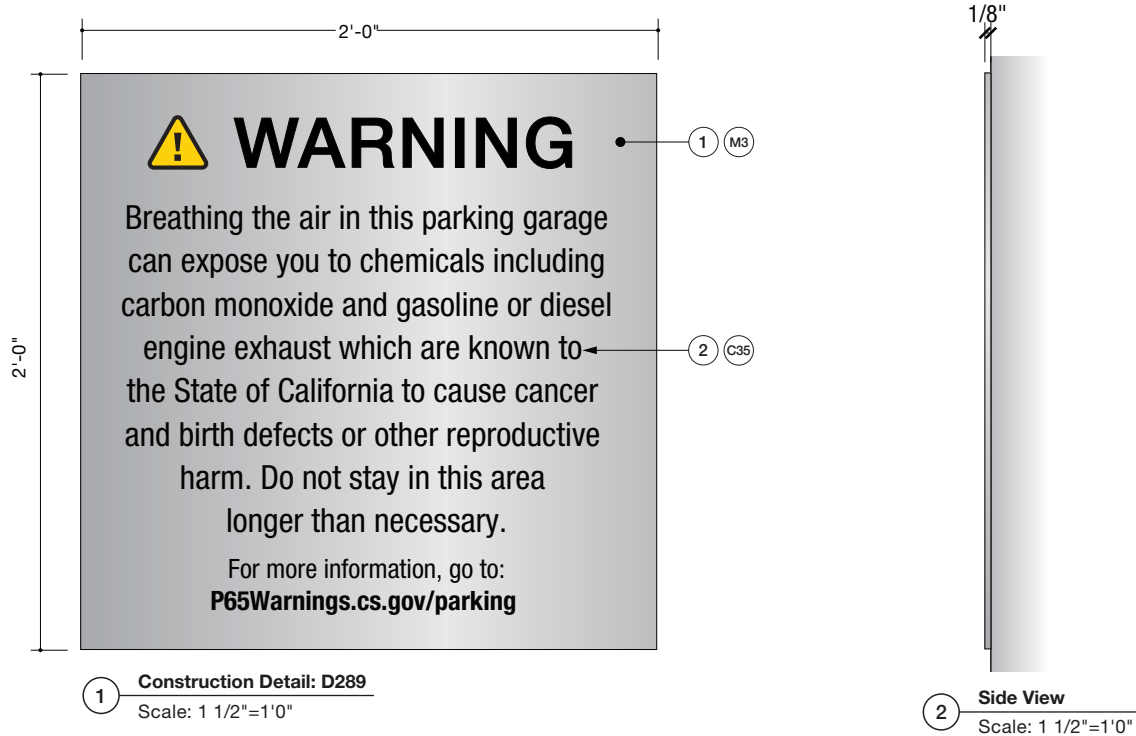 2'-0"
1/8"
2'-0"
! WARNING
1 M3
Breathing the air in this parking garage
can expose you to chemicals including
carbon monoxide and gasoline or diesel
engine exhaust which are known to
2 C35
the State of California to cause cancer
and birth defects or other reproductive
harm. Do not stay in this area
longer than necessary.
For more information, go to:
P65Warnings.cs.gov/parking
1 Construction Detail: D289
Scale: 1 1/2"=1'0"
2 Side View
Scale: 1 1/2"=1'0"